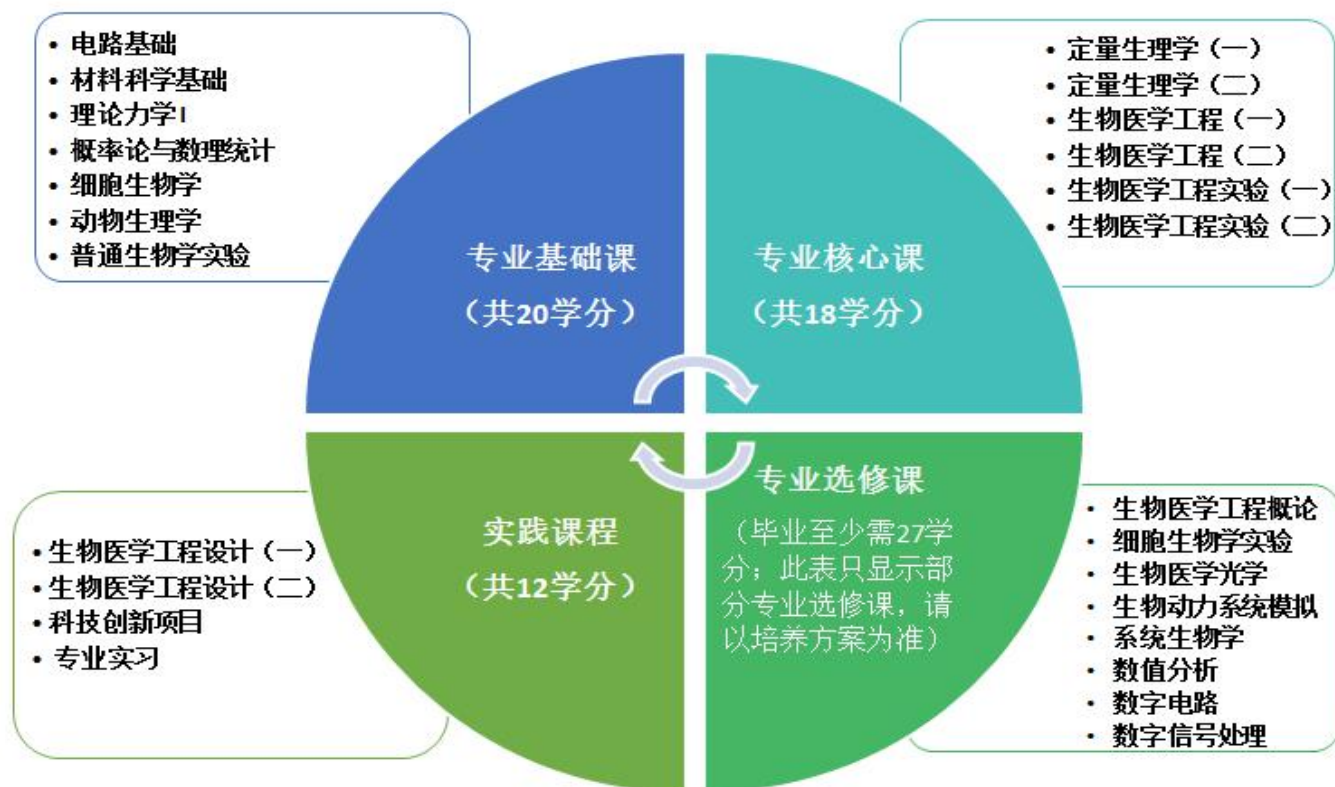 • 电路基础
• 材料科学基础
• 理论力学I
• 概率论与数理统计
• 细胞生物学
• 动物生理学
• 普通生物学实验
专业基础课
（共20学分）
• 定量生理学（一）
• 定量生理学（二）
• 生物医学工程（一）
• 生物医学工程（二）
• 生物医学工程实验（一）
• 生物医学工程实验（二）
专业核心课
（共18学分）
• 生物医学工程设计（一）
• 生物医学工程设计（二）
• 科技创新项目
• 专业实习
实践课程
（共12学分）
专业选修课
（毕业至少需27学
分；此表只显示部
分专业选修课，请
以培养方案为准）
• 生物医学工程概论
• 细胞生物学实验
• 生物医学光学
• 生物动力系统模拟
• 系统生物学
• 数值分析
• 数字电路
• 数字信号处理